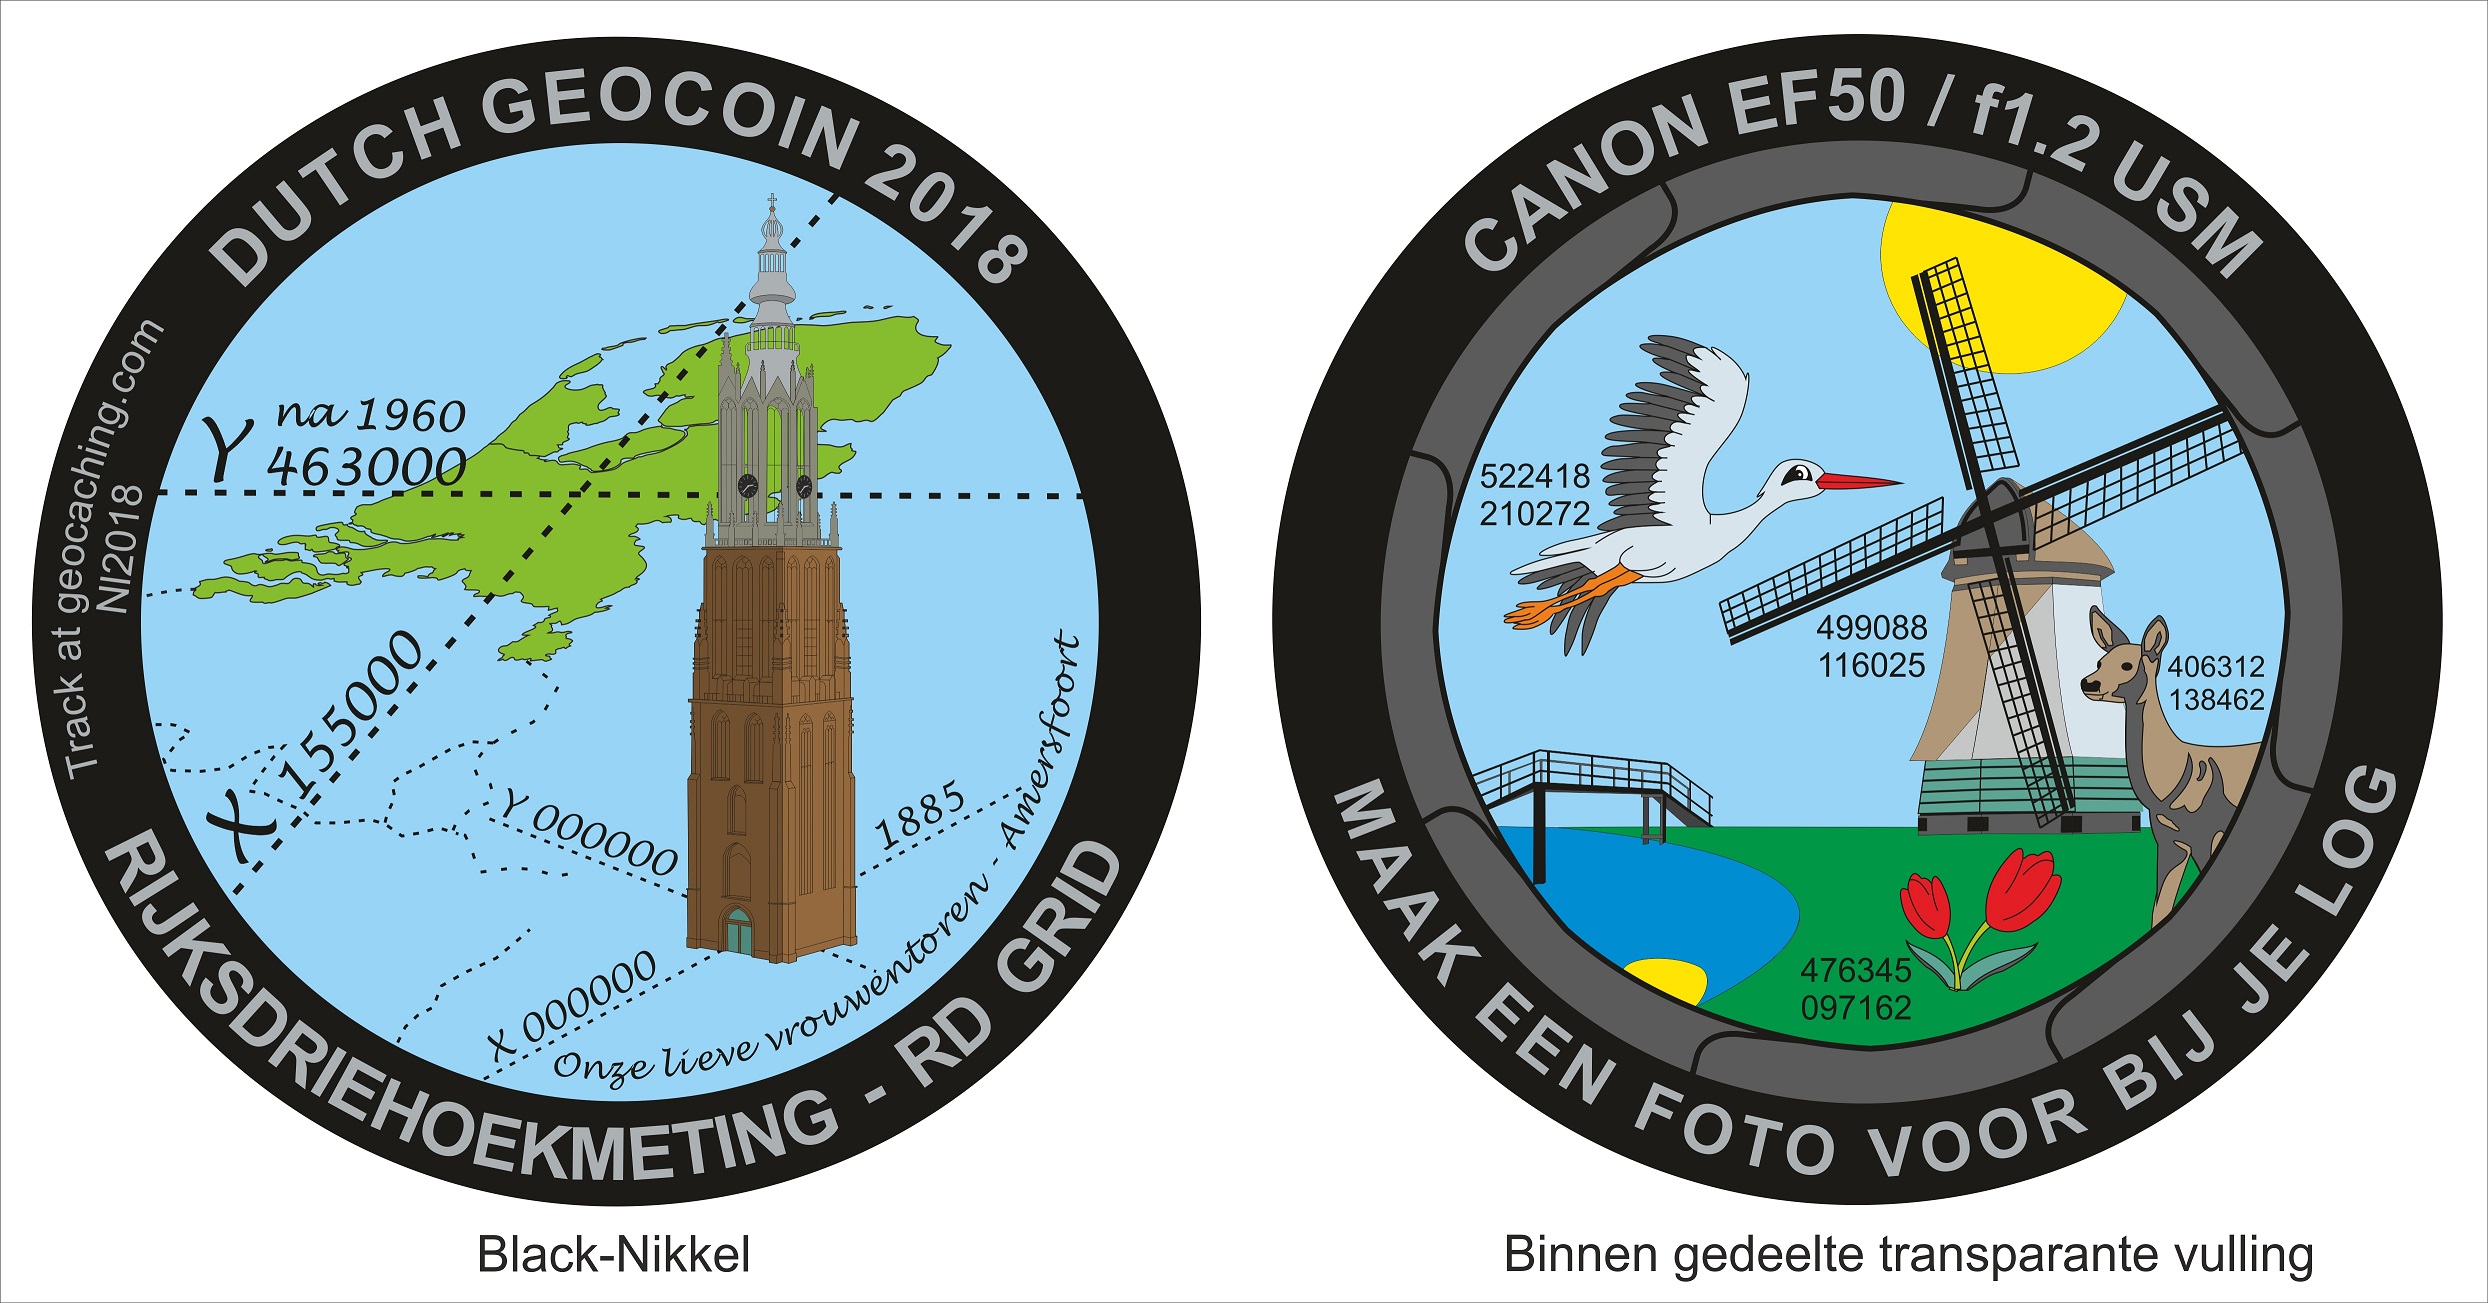 DUTCH GEOCOIN 2018
Track at geocaching.com
Nl2018
Y na 1960
463000
X 155000
Y 000000
1885
X 000000
Onze lieve vrouwentoren - Amersfoort
RIJKSDRIEHOEKMETING - RD GRID
Black-Nikkel
CANON EF50 / f1.2 USM
522418
210272
499088
116025
406312
138462
476345
097162
MAAK EEN FOTO VOOR BIJ JE LOG
Binnen gedeelte transparante vulling